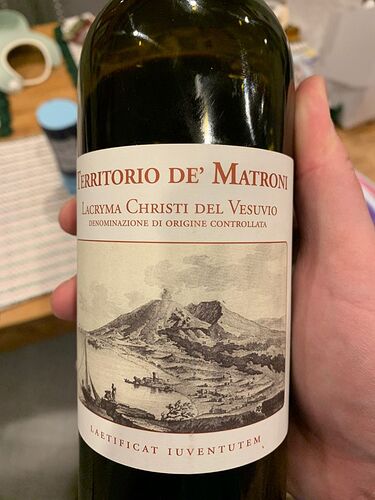 TERRITORIO DE' MATRONI
LACRYMA CHRISTI DEL VESUVIO
DENOMINAZIONE DI ORIGINE CONTROLLATA
LAETIFICAT IUVENTUTEM